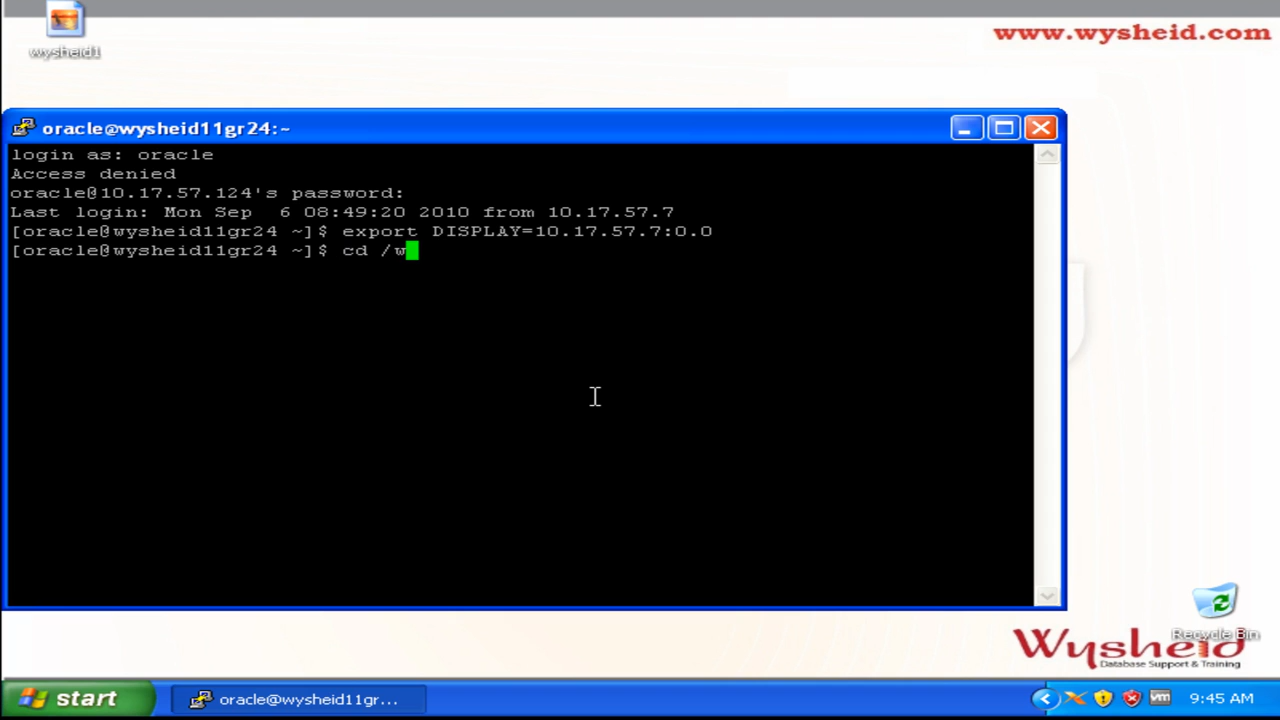 wysheid1
www.wysheid.com
oracle@wysheid11gr24:~
login as: oracle
Access denied
oracle@10.17.57.124's password:
Last login: Mon Sep  6 08:49:20 2010 from 10.17.57.7
[oracle@wysheid11gr24 ~]$ export DISPLAY=10.17.57.7:0.0
[oracle@wysheid11gr24 ~]$ cd /w
Recycle Bin
Wysheid
Database Support & Training
start
oracle@wysheid11gr...
vm
9:45 AM